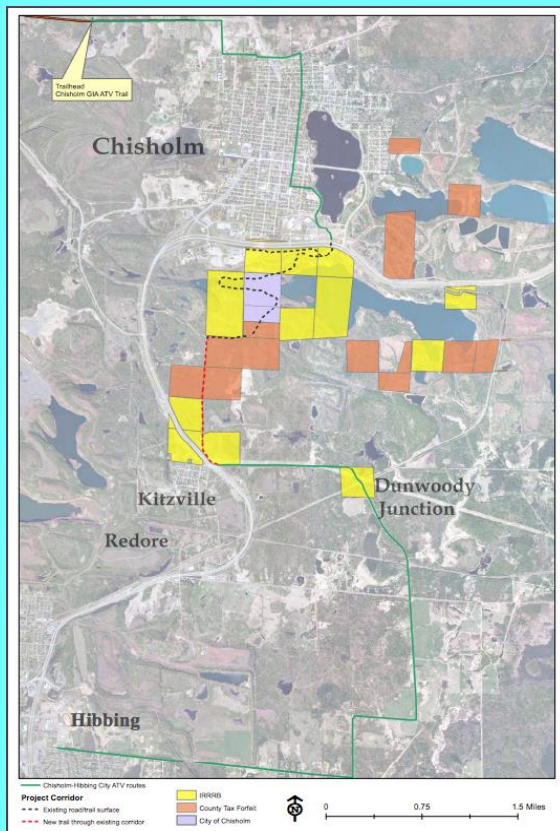 Trailhead
Chisholm GIA ATV Trail
Chisholm
Kitzville
Dunwoody
Junction
Redore
Hibbing
Chisholm-Hibbing City ATV routes
Project Corridor
Existing road/trail surface
New trail through existing corridor
IRRRB
County Tax Forfeit
City of Chisholm
N
0 0.75 1.5 Miles